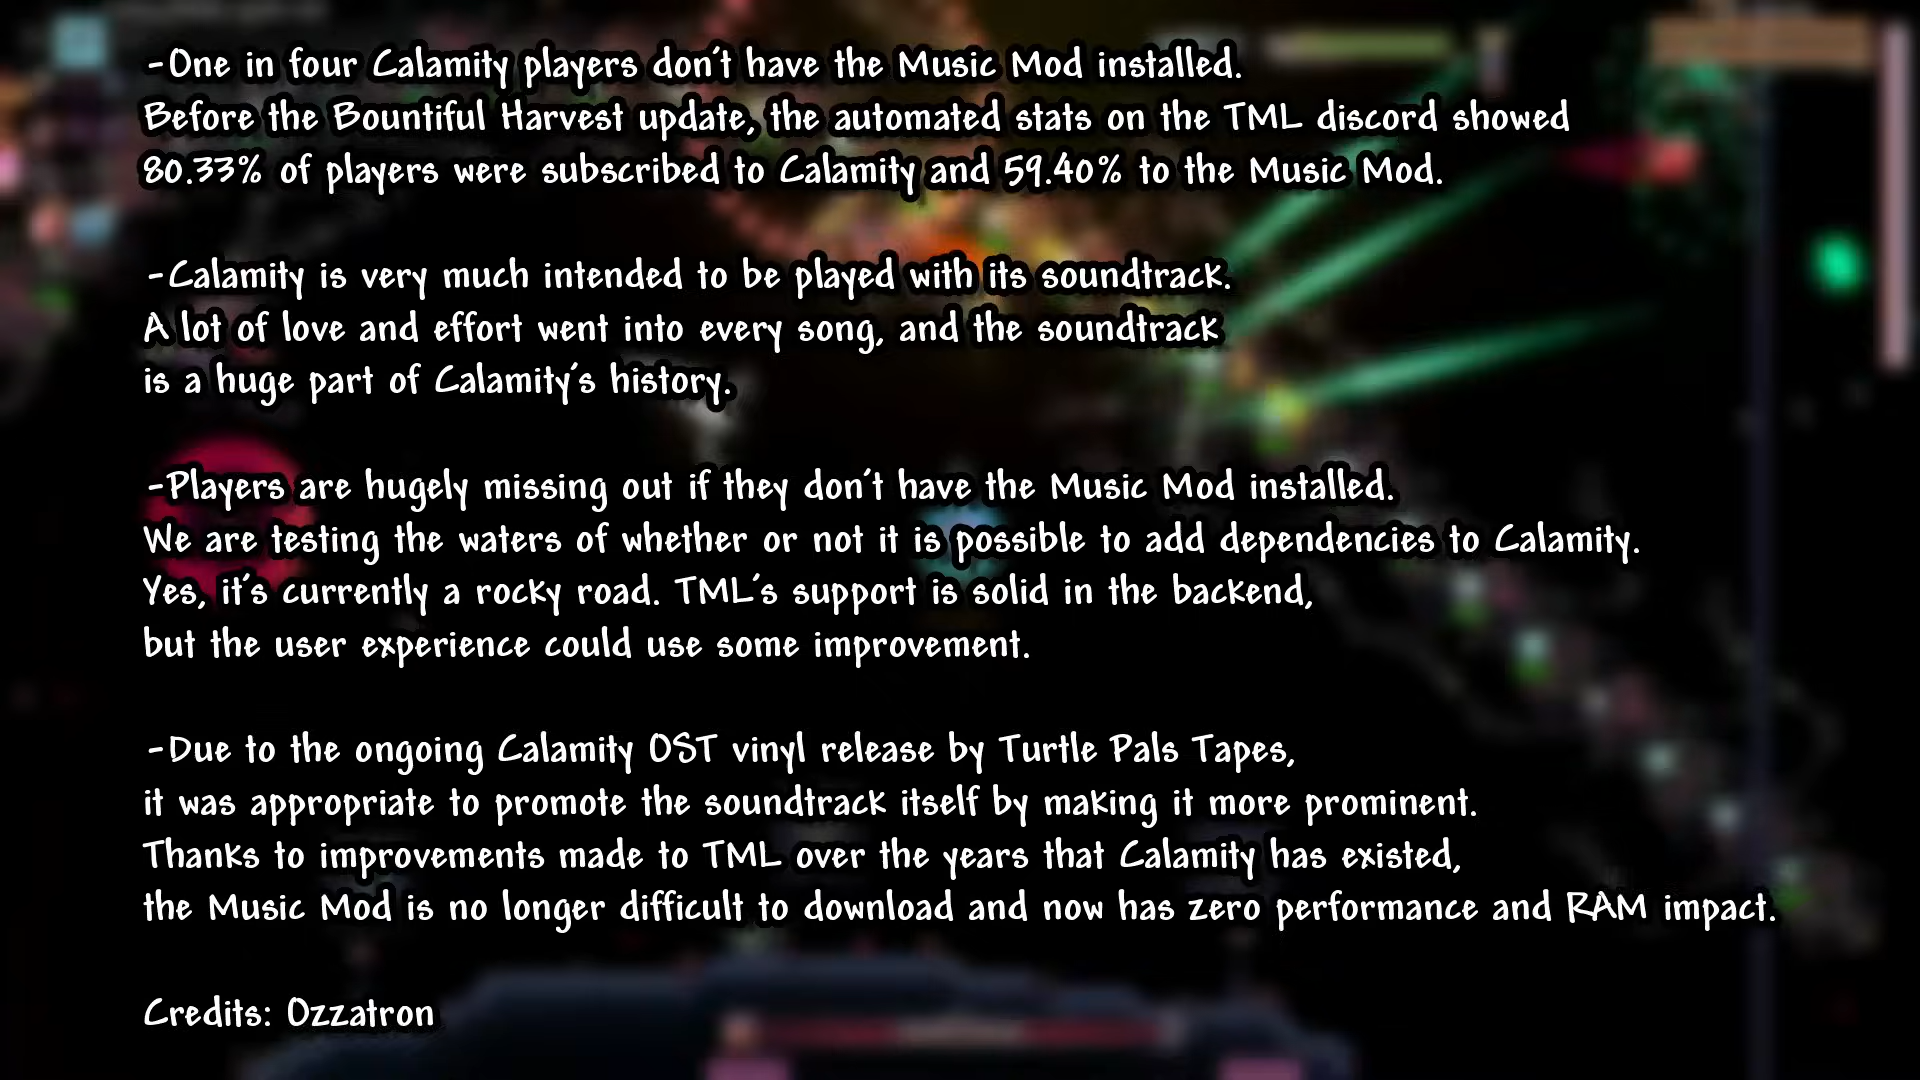 -One in four Calamity players don't have the Music Mod installed.
Before the Bountiful Harvest update, the automated stats on the TML discord showed
80.33% of players were subscribed to Calamity and 59.40% to the Music Mod.
-Calamity is very much intended to be played with its soundtrack.
A lot of love and effort went into every song, and the soundtrack
is a huge part of Calamity's history.
-Players are hugely missing out if they don't have the Music Mod installed.
We are testing the waters of whether or not it is possible to add dependencies to Calamity.
Yes, it's currently a rocky road. TML's support is solid in the backend,
but the user experience could use some improvement.
-Due to the ongoing Calamity OST vinyl release by Turtle Pals Tapes,
it was appropriate to promote the soundtrack itself by making it more prominent.
Thanks to improvements made to TML over the years that Calamity has existed,
the Music Mod is no longer difficult to download and now has zero performance and RAM impact.
Credits: Ozzatron